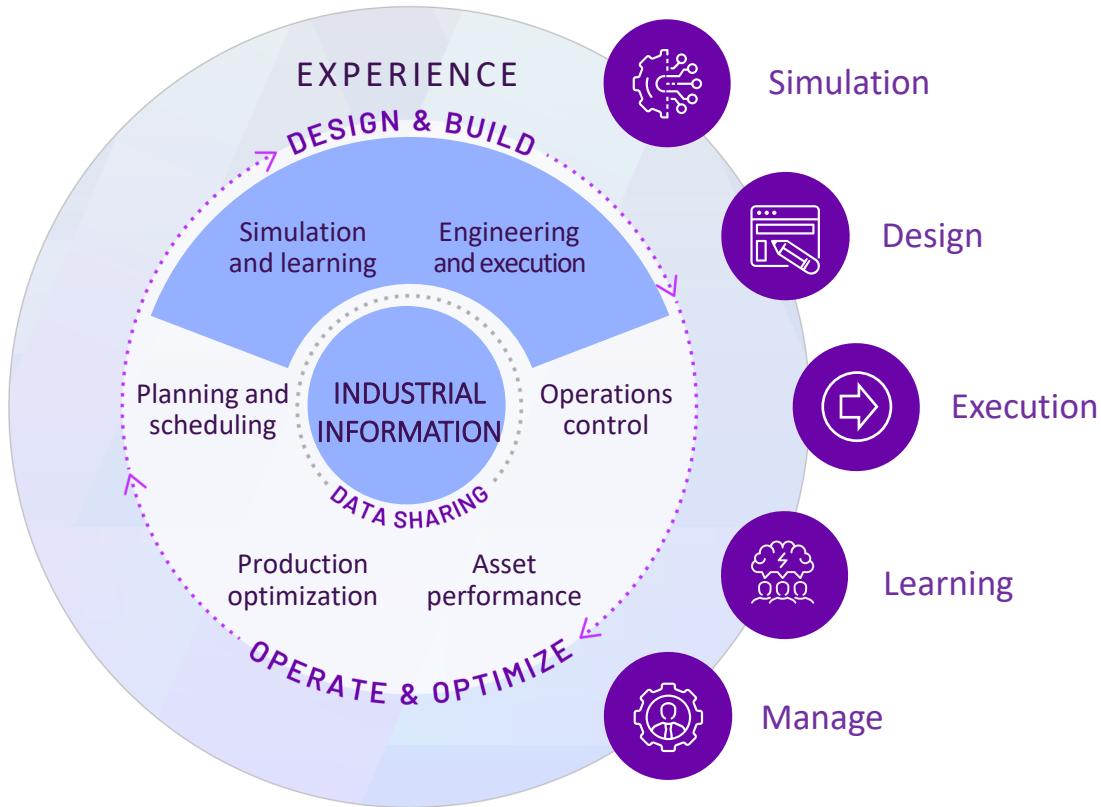 EXPERIENCE
DESIGN & BUILD
Simulation
and learning
Engineering
and execution
Planning and
scheduling
INDUSTRIAL
INFORMATION
Operations
control
DATA SHARING
Production
optimization
Asset
performance
OPERATE & OPTIMIZE
Simulation
Design
Execution
Learning
Manage